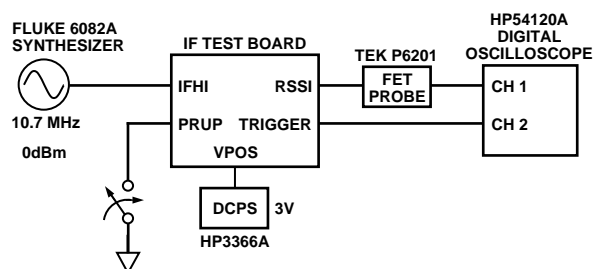 FLUKE 6082A
SYNTHESIZER
10.7 MHz
0dBm
IF TEST BOARD
IFHI
RSSI
PRUP
TRIGGER
VPOS
DCPS
3V
HP3366A
TEK P6201
FET
PROBE
HP54120A
DIGITAL
OSCILLOSCOPE
CH 1
CH 2